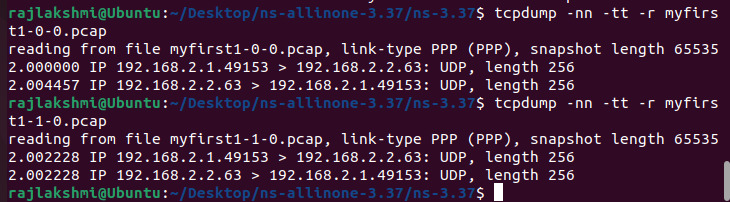 rajlakshmi@Ubuntu:~/Desktop/ns-allinone-3.37/ns-3.37$ tcpdump -nn -tt -r myfirs
t1-0-0.pcap
reading from file myfirst1-0-0.pcap, link-type PPP (PPP), snapshot length 65535
2.000000 IP 192.168.2.1.49153 > 192.168.2.2.63: UDP, length 256
2.004457 IP 192.168.2.2.63 > 192.168.2.1.49153: UDP, length 256
rajlakshmi@Ubuntu:~/Desktop/ns-allinone-3.37/ns-3.37$ tcpdump -nn -tt -r myfirs
t1-1-0.pcap
reading from file myfirst1-1-0.pcap, link-type PPP (PPP), snapshot length 65535
2.002228 IP 192.168.2.1.49153 > 192.168.2.2.63: UDP, length 256
2.002228 IP 192.168.2.2.63 > 192.168.2.1.49153: UDP, length 256
rajlakshmi@Ubuntu:~/Desktop/ns-allinone-3.37/ns-3.37$